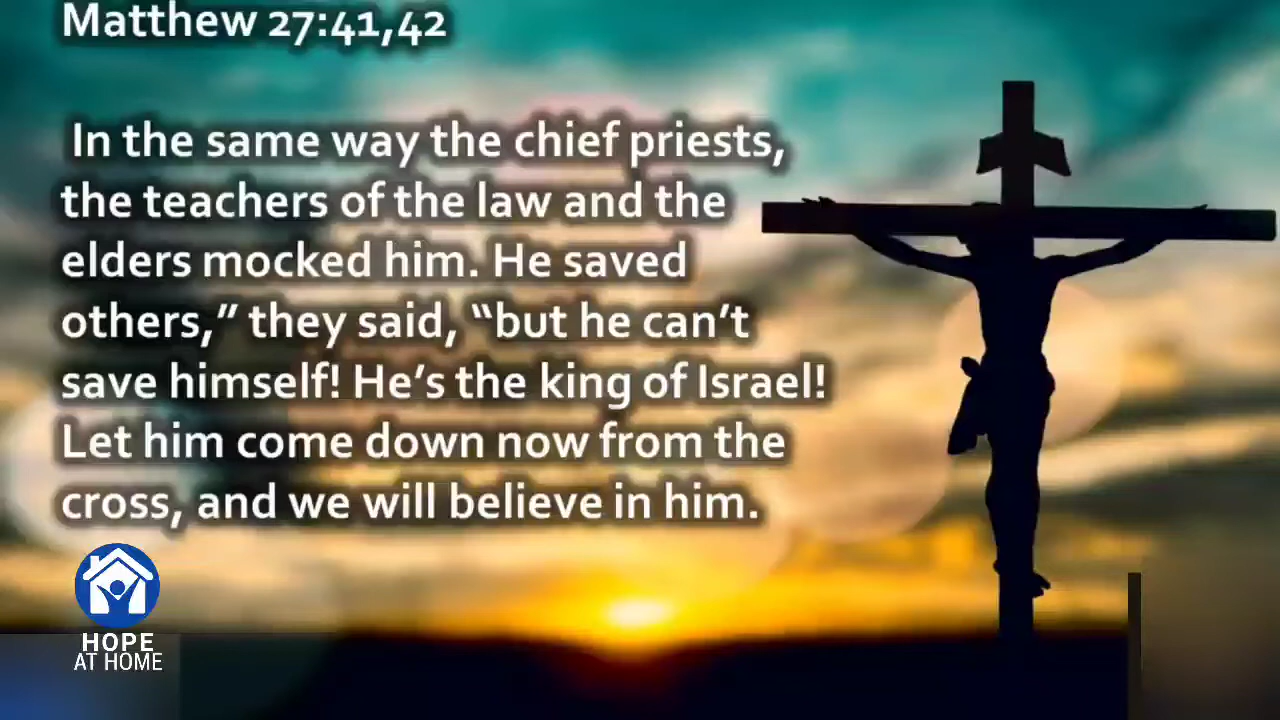 Matthew 27:41,42
In the same way the chief priests,
the teachers of the law and the
elders mocked him. He saved
others,” they said, “but he can’t
save himself! He’s the king of Israel!
Let him come down now from the
cross, and we will believe in him.
HOPE
AT HOME